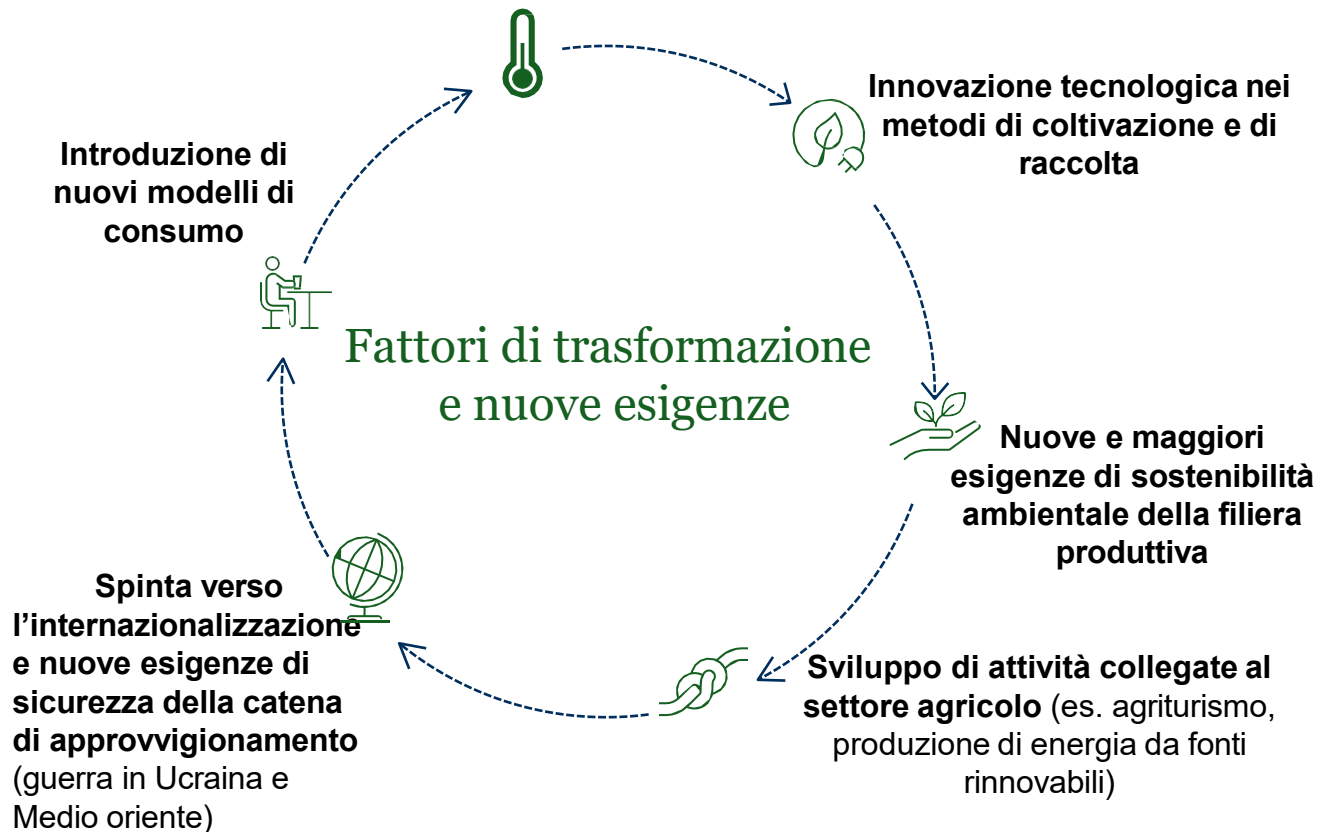 Innovazione tecnologica nei
metodi di coltivazione e di
raccolta
Introduzione di
nuovi modelli di
consumo
Fattori di trasformazione
e nuove esigenze
Nuove e maggiori
esigenze di sostenibilità
ambientale della filiera
produttiva
Spinta verso
l’internazionalizzazione
e nuove esigenze di
sicurezza della catena
di approvvigionamento
(guerra in Ucraina e
Medio oriente)
Sviluppo di attività collegate al
settore agricolo (es. agriturismo,
produzione di energia da fonti
rinnovabili)